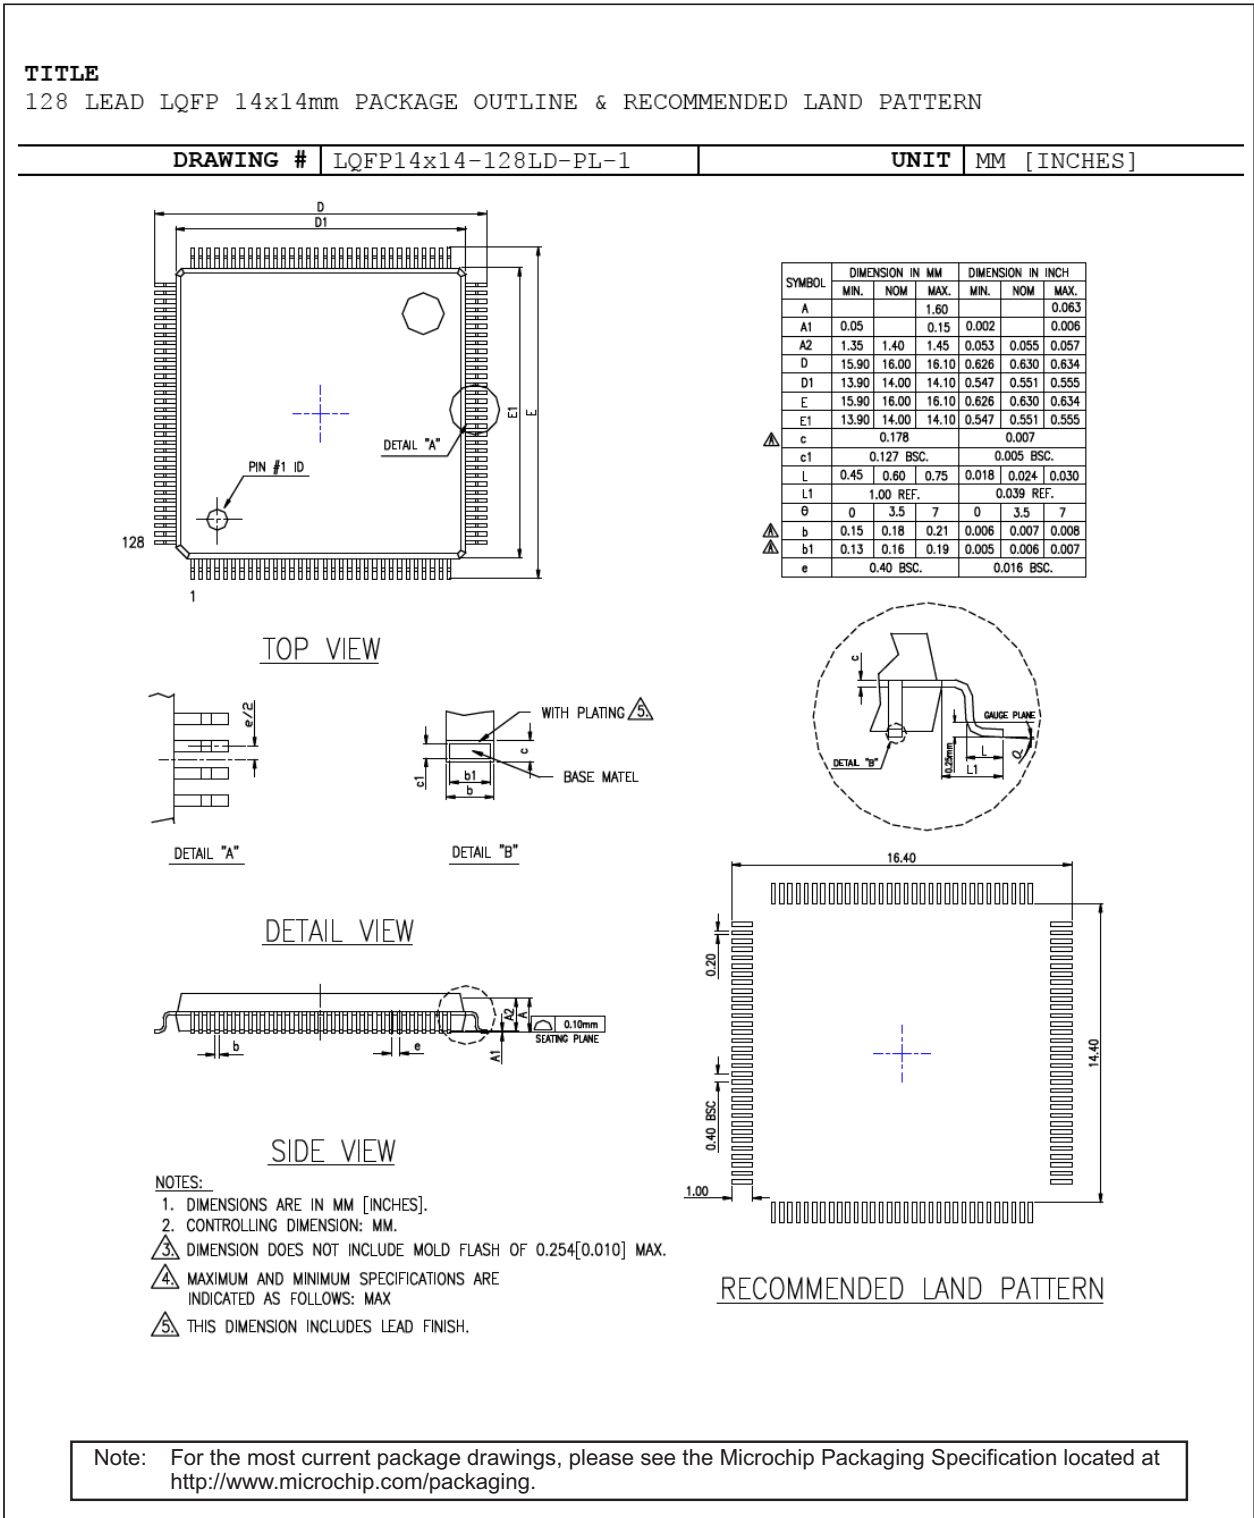 TITLE
128 LEAD LQFP 14x14mm PACKAGE OUTLINE & RECOMMENDED LAND PATTERN
DRAWING # LQFP14x14-128LD-PL-1 UNIT MM [INCHES]
D
D1
E1
E
DETAIL "A"
PIN #1 ID
128
1
TOP VIEW
SYMBOL DIMENSION IN MM DIMENSION IN INCH
MIN. NOM MAX. MIN. NOM MAX.
A 1.60 0.063
A1 0.05 0.15 0.002 0.006
A2 1.35 1.40 1.45 0.053 0.055 0.057
D 15.90 16.00 16.10 0.626 0.630 0.634
D1 13.90 14.00 14.10 0.547 0.551 0.555
E 15.90 16.00 16.10 0.626 0.630 0.634
E1 13.90 14.00 14.10 0.547 0.551 0.555
c 0.178 0.007
c1 0.127 BSC. 0.005 BSC.
L 0.45 0.60 0.75 0.018 0.024 0.030
L1 1.00 REF. 0.039 REF.
θ 0 3.5 7 0 3.5 7
b 0.15 0.18 0.21 0.006 0.007 0.008
b1 0.13 0.16 0.19 0.005 0.006 0.007
e 0.40 BSC. 0.016 BSC.
e/2
DETAIL "A"
WITH PLATING 5.
BASE MATEL
c1
b1
b
c
DETAIL "B"
DETAIL VIEW
c
GAUGE PLANE
DETAIL "B"
0.25mm
L
L1
b
e
A1
A2
A
0.10mm
SEATING PLANE
SIDE VIEW
16.40
0.20
0.40 BSC
1.00
14.40
RECOMMENDED LAND PATTERN
NOTES:
1. DIMENSIONS ARE IN MM [INCHES].
2. CONTROLLING DIMENSION: MM.
3. DIMENSION DOES NOT INCLUDE MOLD FLASH OF 0.254[0.010] MAX.
4. MAXIMUM AND MINIMUM SPECIFICATIONS ARE
INDICATED AS FOLLOWS: MAX
5. THIS DIMENSION INCLUDES LEAD FINISH.
Note: For the most current package drawings, please see the Microchip Packaging Specification located at
http://www.microchip.com/packaging.